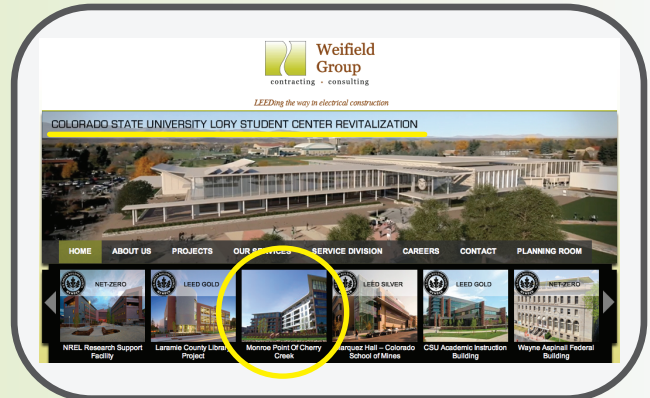 Weifield
Group
contracting - consulting
LEEDing the way in electrical construction
COLORADO STATE UNIVERSITY LORY STUDENT CENTER REVITALIZATION
HOME ABOUT US PROJECTS OUR SERVICES SERVICE DIVISION CAREERS CONTACT PLANNING ROOM
NET-ZERO LEED GOLD LEED SILVER LEED GOLD NET-ZERO
NREL Research Support
Facility
Laramie County Library
Project
Monroe Point Of Cherry
Creek
Marquez Hall – Colorado
School of Mines
CSU Academic Instruction
Building
Wayne Aspinall Federal
Building